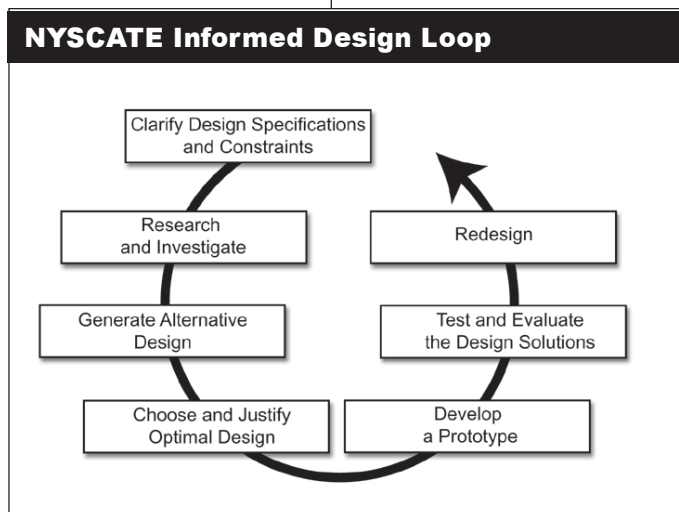 NYSCATE Informed Design Loop
Clarify Design Specifications
and Constraints
Research
and Investigate
Generate Alternative
Design
Choose and Justify
Optimal Design
Develop
a Prototype
Test and Evaluate
the Design Solutions
Redesign